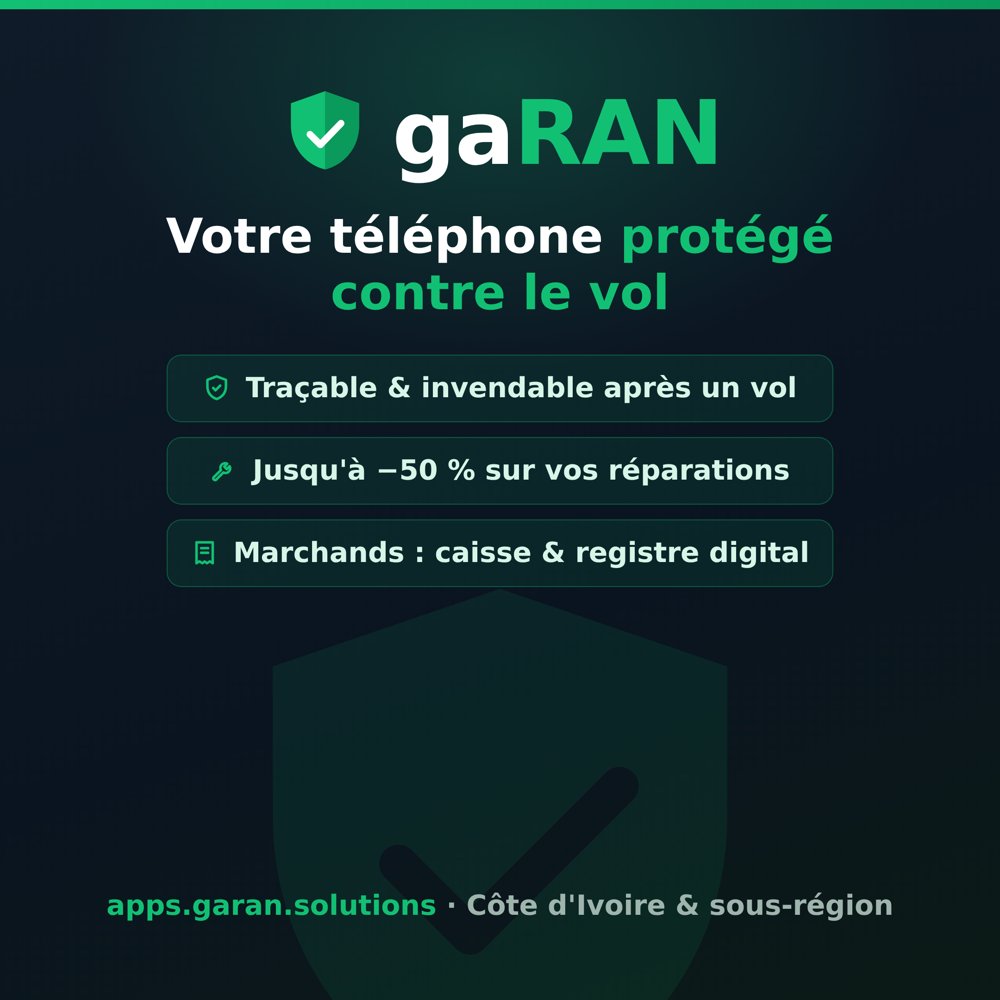 gaRAN
Votre téléphone protégé
contre le vol
Traçable & invendable après un vol
Jusqu'à −50 % sur vos réparations
Marchands : caisse & registre digital
apps.garan.solutions · Côte d'Ivoire & sous-région